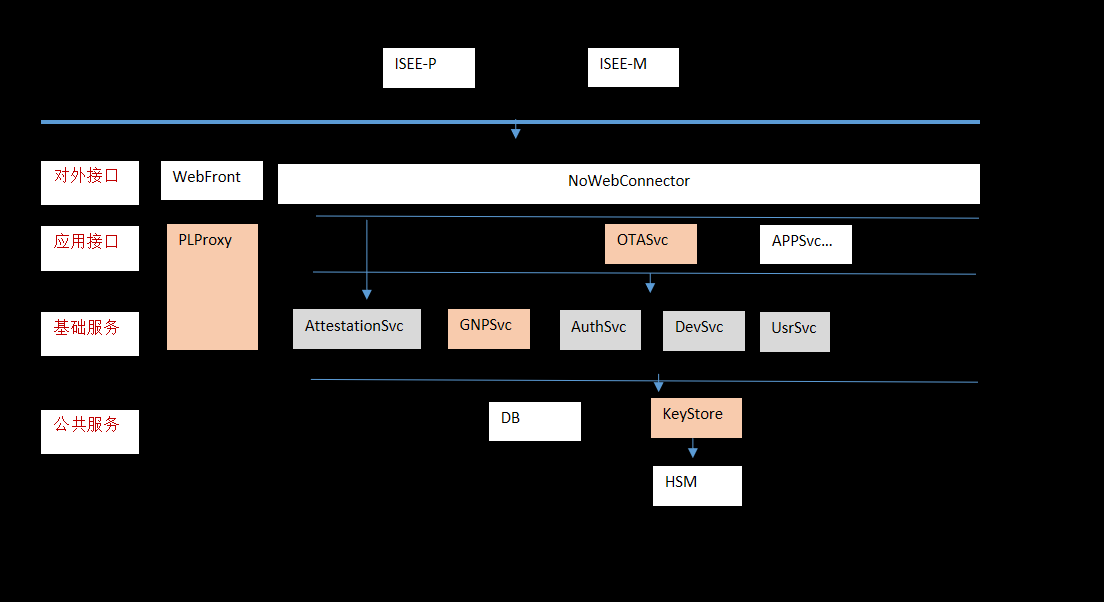 ISEE-P
ISEE-M
对外接口
WebFront
NoWebConnector
应用接口
PLProxy
OTASvc
APPSvc...
基础服务
AttestationSvc
GNPSvc
AuthSvc
DevSvc
UsrSvc
公共服务
DB
KeyStore
HSM